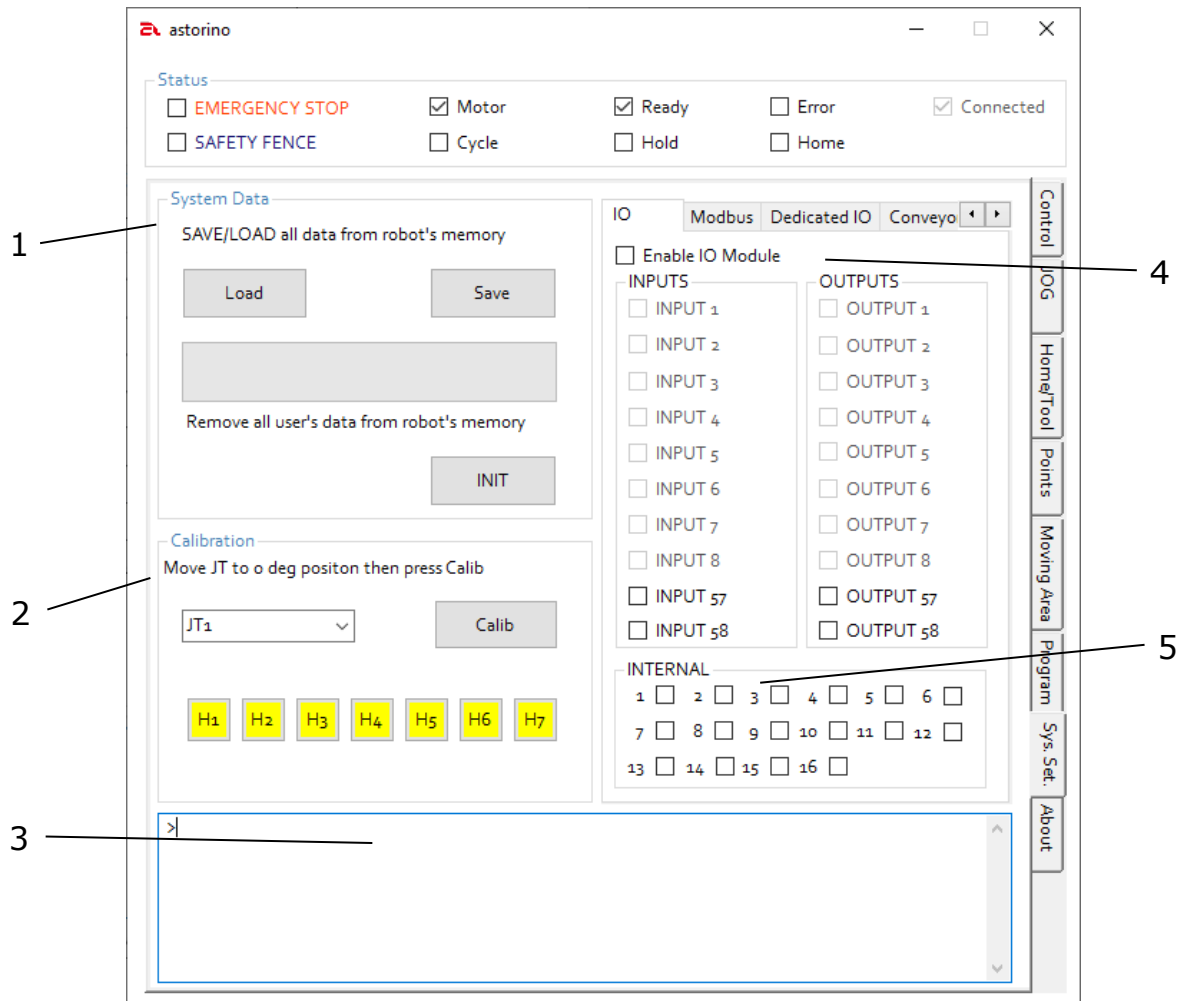 astorino
Status
EMERGENCY STOP
Motor
Ready
Error
Connected
SAFETY FENCE
Cycle
Hold
Home
1
System Data
SAVE/LOAD all data from robot's memory
Load
Save
Remove all user's data from robot's memory
INIT
2
Calibration
Move JT to 0 deg positon then press Calib
JT1
Calib
H1 H2 H3 H4 H5 H6 H7
IO
Modbus
Dedicated IO
Conveyo
4
Enable IO Module
INPUTS
INPUT 1
INPUT 2
INPUT 3
INPUT 4
INPUT 5
INPUT 6
INPUT 7
INPUT 8
INPUT 57
INPUT 58
OUTPUTS
OUTPUT 1
OUTPUT 2
OUTPUT 3
OUTPUT 4
OUTPUT 5
OUTPUT 6
OUTPUT 7
OUTPUT 8
OUTPUT 57
OUTPUT 58
5
INTERNAL
1 2 3 4 5 6
7 8 9 10 11 12
13 14 15 16
3
>
Control
JOG
Home/Tool
Points
Moving Area
Program
Sys. Set.
About